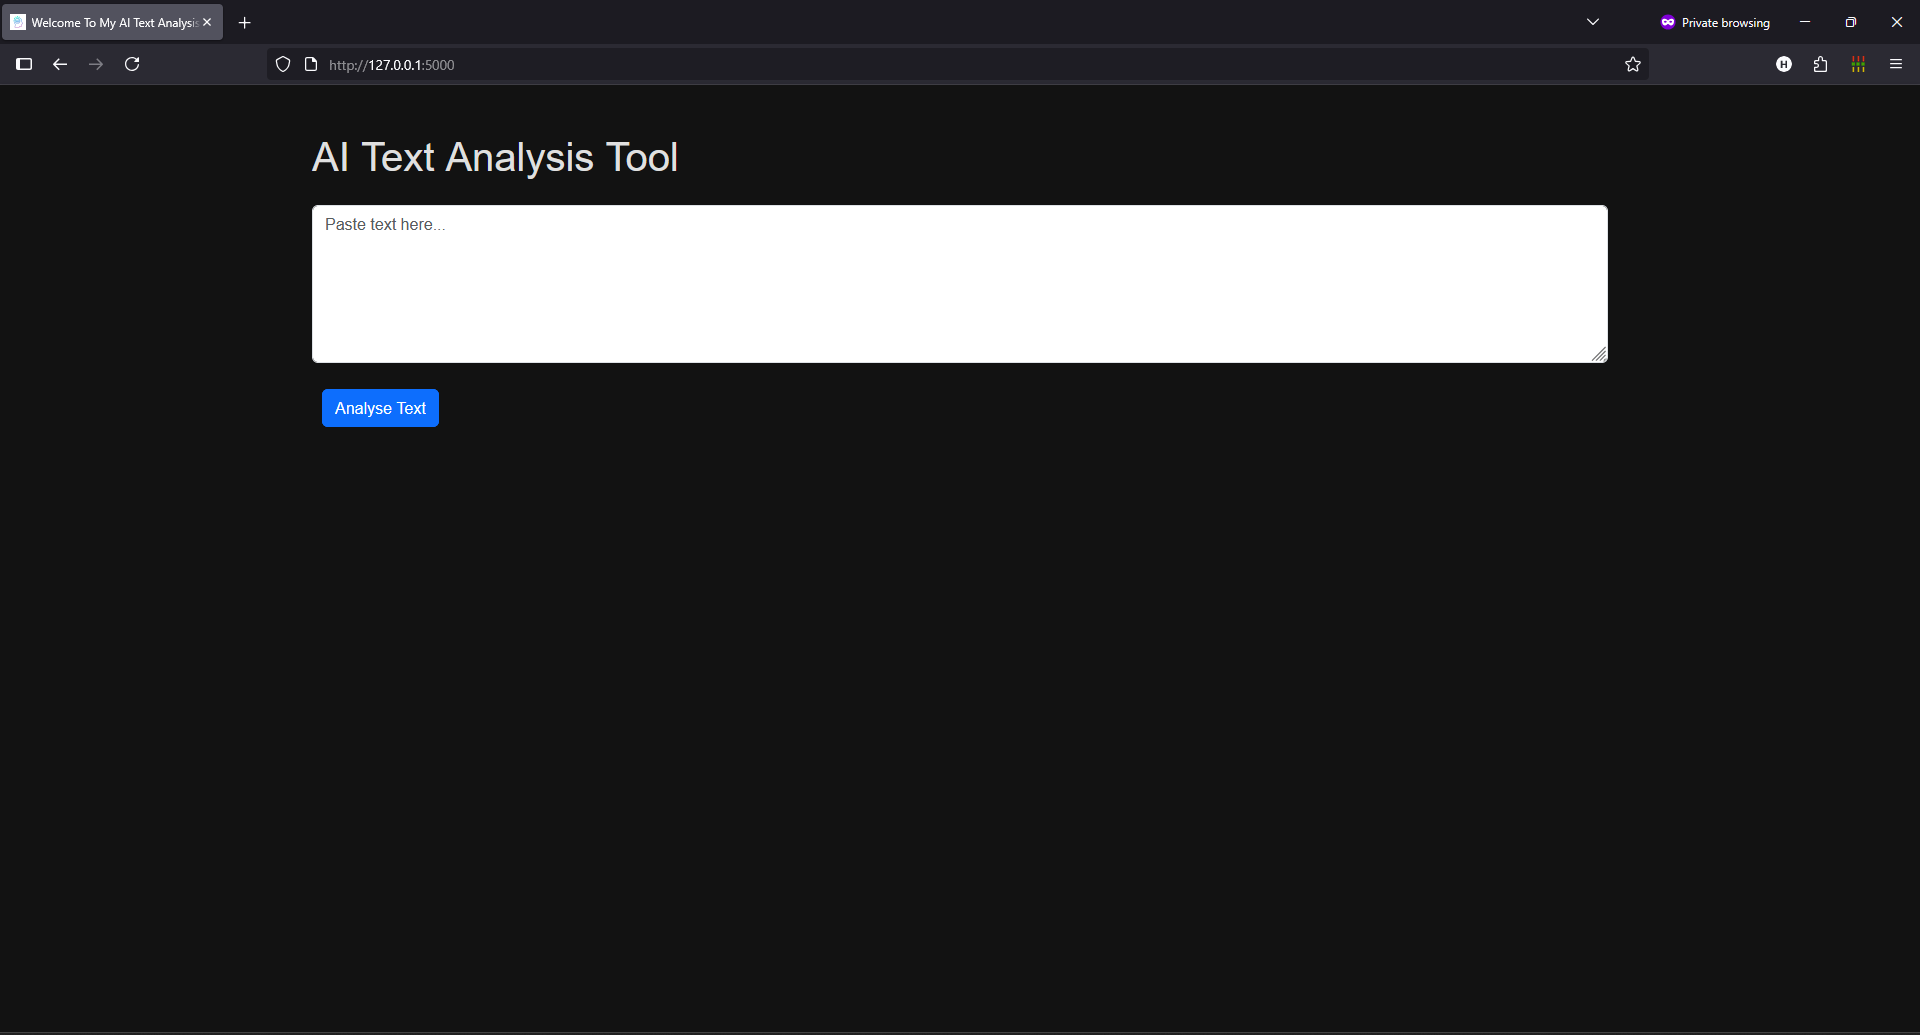 Welcome To My AI Text Analysis
Private browsing
http://127.0.0.1:5000
H
AI Text Analysis Tool
Paste text here...
Analyse Text